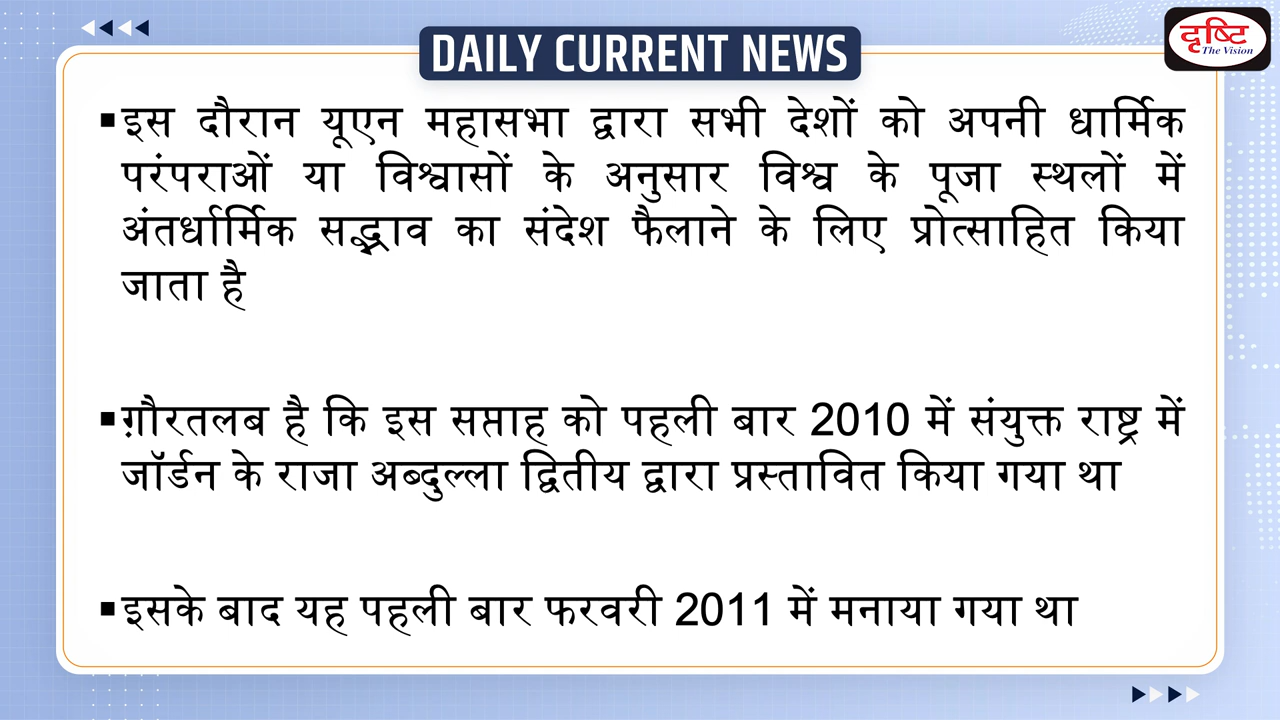 DAILY CURRENT NEWS
दृष्टि
The Vision
▪इस दौरान यूएन महासभा द्वारा सभी देशों को अपनी धार्मिक
परंपराओं या विश्वासों के अनुसार विश्व के पूजा स्थलों में
अंतर्धार्मिक सद्भाव का संदेश फैलाने के लिए प्रोत्साहित किया
जाता है
▪ग़ौरतलब है कि इस सप्ताह को पहली बार 2010 में संयुक्त राष्ट्र में
जॉर्डन के राजा अब्दुल्ला द्वितीय द्वारा प्रस्तावित किया गया था
▪इसके बाद यह पहली बार फरवरी 2011 में मनाया गया था